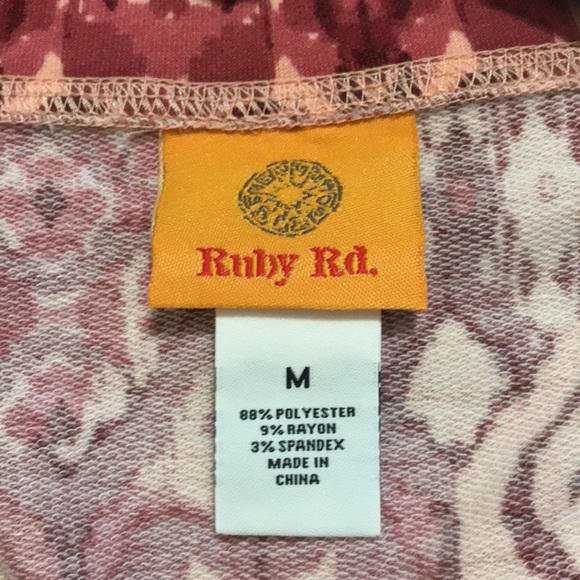 Ruby Rd.
M
88% POLYESTER
9% RAYON
3% SPANDEX
MADE IN
CHINA